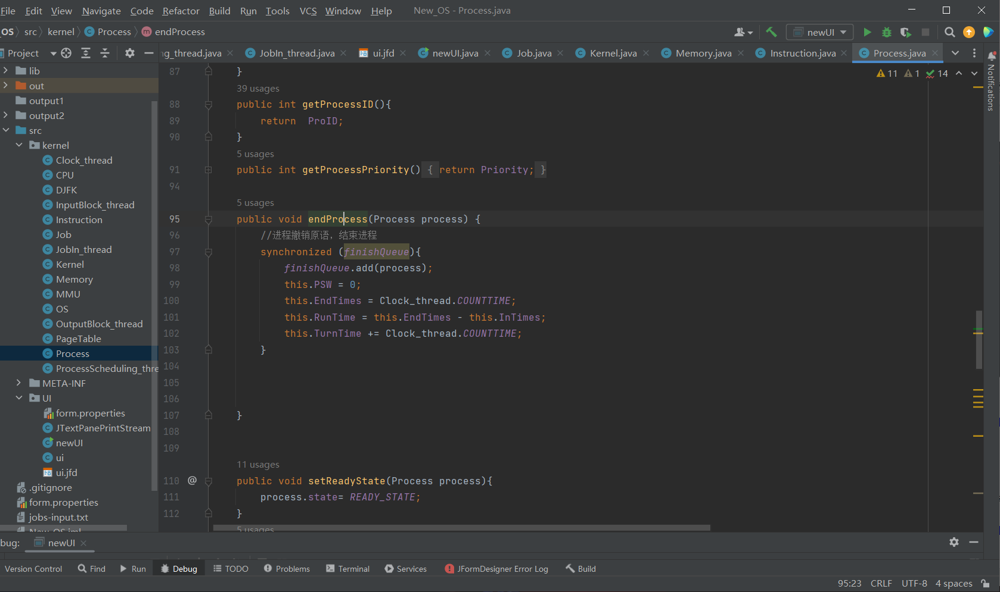 File Edit View Navigate Code Refactor Build Run Tools VCS Window Help New_OS - Process.java
OS src kernel Process endProcess newUI
Project ng_thread.java JobIn_thread.java ui.jfd newUI.java Job.java Kernel.java Memory.java Instruction.java Process.java
11 1 14
Notifications
lib
out
output1
output2
src
kernel
Clock_thread
CPU
DJFK
InputBlock_thread
Instruction
Job
JobIn_thread
Kernel
Memory
MMU
OS
OutputBlock_thread
PageTable
Process
ProcessScheduling_thre
META-INF
UI
form.properties
JTextPanePrintStream
newUI
ui
ui.jfd
.gitignore
form.properties
jobs-input.txt
New_OS.iml
87 }
39 usages
88 public int getProcessID(){
89 return  ProID;
90 }
5 usages
91 public int getProcessPriority() { return Priority; }
94
5 usages
95 public void endProcess(Process process) {
96 //进程撤销原语，结束进程
97 synchronized (finishQueue){
98 finishQueue.add(process);
99 this.PSW = 0;
100 this.EndTimes = Clock_thread.COUNTTIME;
101 this.RunTime = this.EndTimes - this.InTimes;
102 this.TurnTime += Clock_thread.COUNTTIME;
103 }
104
105
106
107 }
108
109
11 usages
110 @ public void setReadyState(Process process){
111 process.state= READY_STATE;
112 }
5 usages
bug: newUI
Version Control Find Run Debug TODO Problems Terminal Services JFormDesigner Error Log Build
95:23 CRLF UTF-8 4 spaces